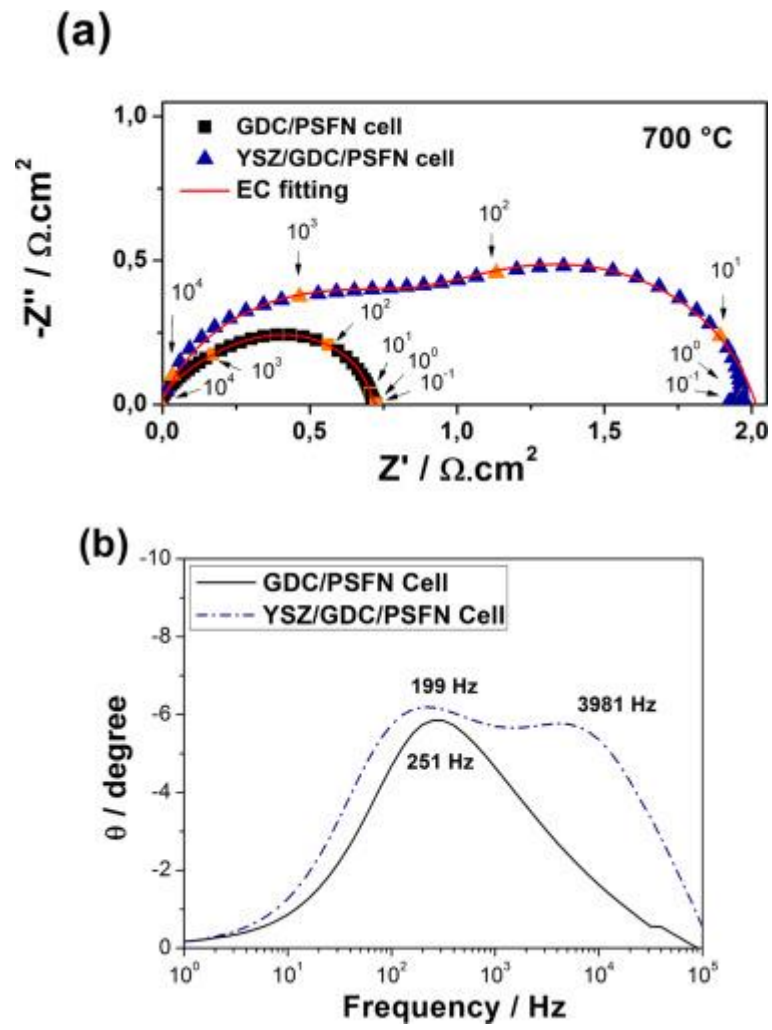 (a)
1,0
GDC/PSFN cell
700 °C
YSZ/GDC/PSFN cell
EC fitting
-Z" / Ω.cm²
10³
10²
0,5
10⁴
10¹
10²
10¹
10⁰
10⁰
10³
10⁻¹
10⁴
10⁻¹
0,0
0,0 0,5 1,0 1,5 2,0
Z' / Ω.cm²
(b)
-10
GDC/PSFN Cell
YSZ/GDC/PSFN Cell
-8
199 Hz
3981 Hz
-6
251 Hz
θ / degree
-4
-2
0
10⁰ 10¹ 10² 10³ 10⁴ 10⁵
Frequency / Hz